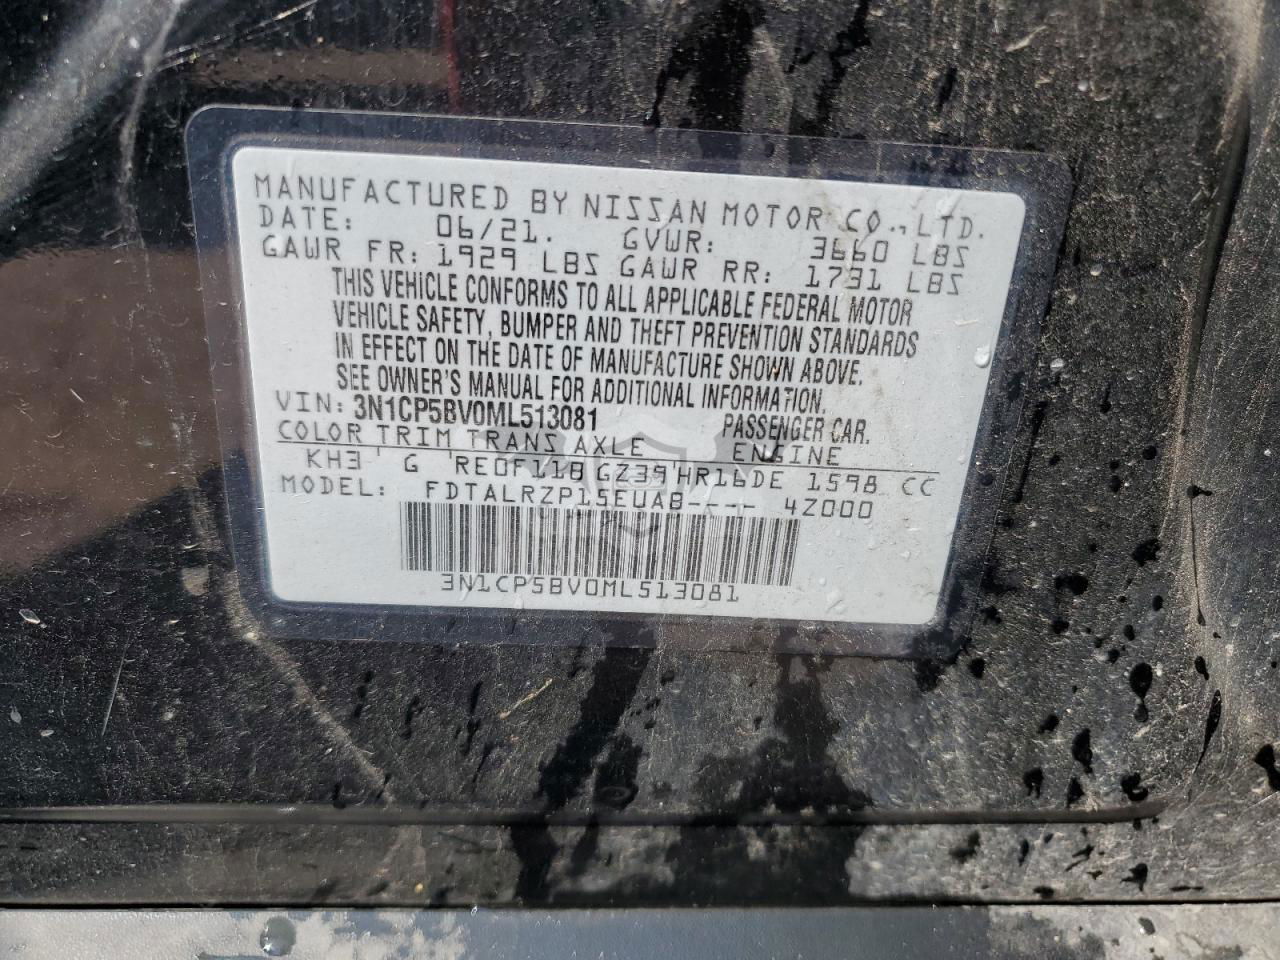 MANUFACTURED BY NISSAN MOTOR CO., LTD.
DATE: 06/21. GVWR: 3660 LBS
GAWR FR: 1929 LBS GAWR RR: 1731 LBS
THIS VEHICLE CONFORMS TO ALL APPLICABLE FEDERAL MOTOR
VEHICLE SAFETY, BUMPER AND THEFT PREVENTION STANDARDS
IN EFFECT ON THE DATE OF MANUFACTURE SHOWN ABOVE.
SEE OWNER'S MANUAL FOR ADDITIONAL INFORMATION.
VIN: 3N1CP5BV0ML513081 PASSENGER CAR.
COLOR TRIM TRANS AXLE ENGINE
KH3 G RE0F11B GZ39 HR16DE 1598 CC
MODEL: FDTALRZP15EUAB---- 4Z000
3N1CP5BV0ML513081